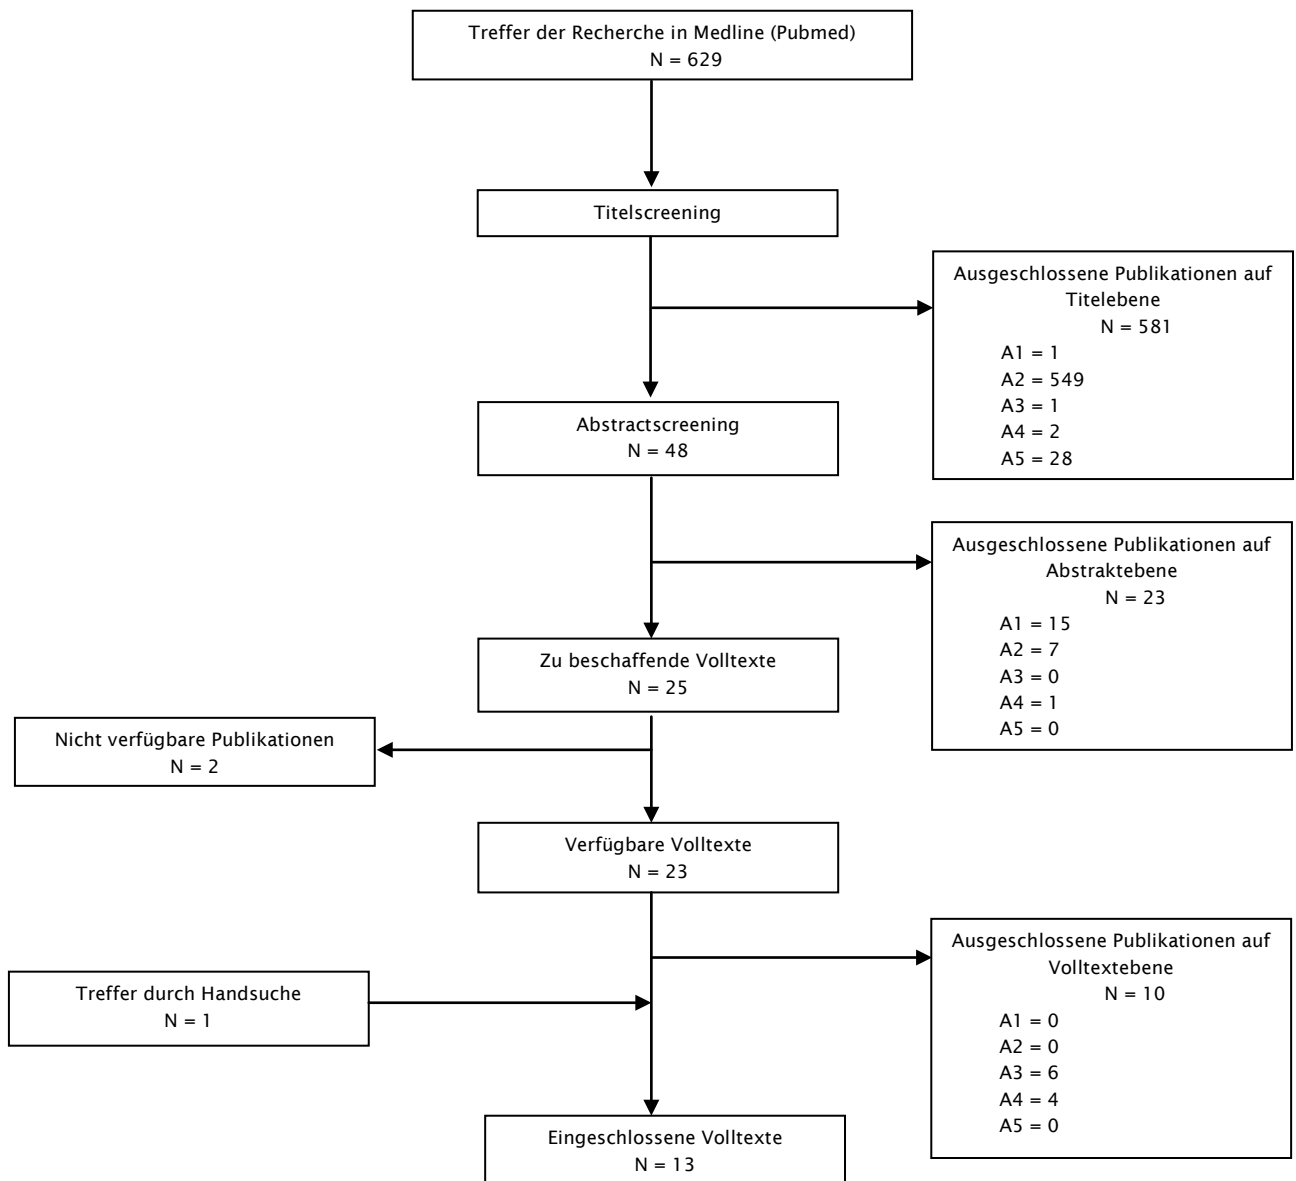 Treffer der Recherche in Medline (Pubmed)
N = 629
Titelscreening
Ausgeschlossene Publikationen auf
Titelebene
N = 581
A1 = 1
A2 = 549
A3 = 1
A4 = 2
A5 = 28
Abstractscreening
N = 48
Ausgeschlossene Publikationen auf
Abstraktebene
N = 23
A1 = 15
A2 = 7
A3 = 0
A4 = 1
A5 = 0
Zu beschaffende Volltexte
N = 25
Nicht verfügbare Publikationen
N = 2
Verfügbare Volltexte
N = 23
Ausgeschlossene Publikationen auf
Volltextebene
N = 10
A1 = 0
A2 = 0
A3 = 6
A4 = 4
A5 = 0
Treffer durch Handsuche
N = 1
Eingeschlossene Volltexte
N = 13